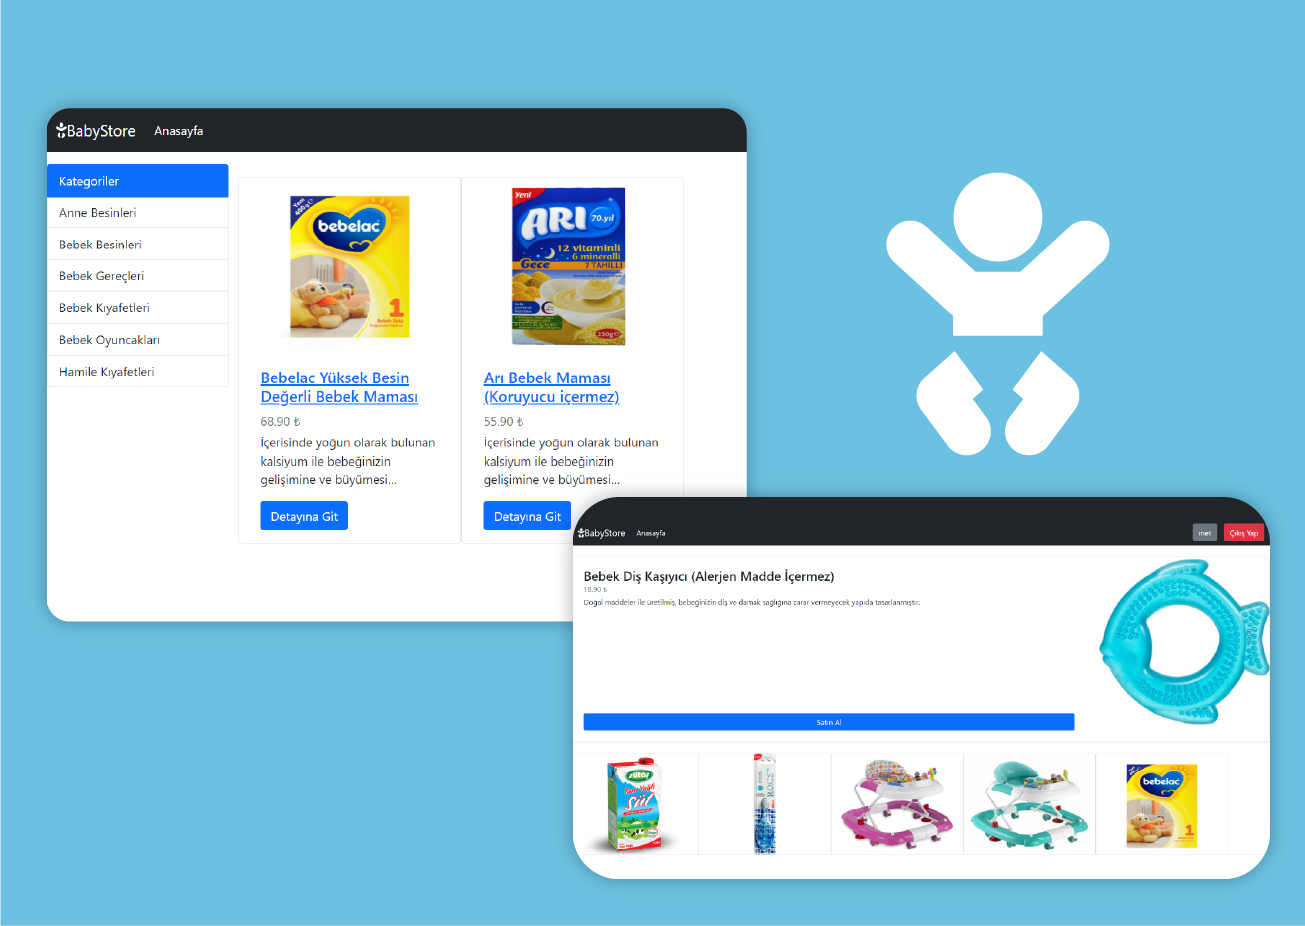 BabyStore Anasayfa
Kategoriler
Anne Besinleri
Bebek Besinleri
Bebek Gereçleri
Bebek Kıyafetleri
Bebek Oyuncakları
Hamile Kıyafetleri
Yeni
400g
bebelac
1
Bebelac Yüksek Besin
Değerli Bebek Maması
68.90 ₺
İçerisinde yoğun olarak bulunan
kalsiyum ile bebeğinizin
gelişimine ve büyümesi...
Detayına Git
Yeni
ARI 70.yıl
12 vitaminli
6 mineralli
Gece 7 TAHILLI
250g
Arı Bebek Maması
(Koruyucu içermez)
55.90 ₺
İçerisinde yoğun olarak bulunan
kalsiyum ile bebeğinizin
gelişimine ve büyümesi...
Detayına Git
BabyStore Anasayfa met Çıkış Yap
Bebek Diş Kaşıyıcı (Alerjen Madde İçermez)
18.90 ₺
Doğal maddeler ile üretilmiş, bebeğinizin diş ve damak sağlığına zarar vermeyecek yapıda tasarlanmıştır.
Satın Al
sütaş
Tam Yağlı
Süt
R.O.C.S.
bebelac
1